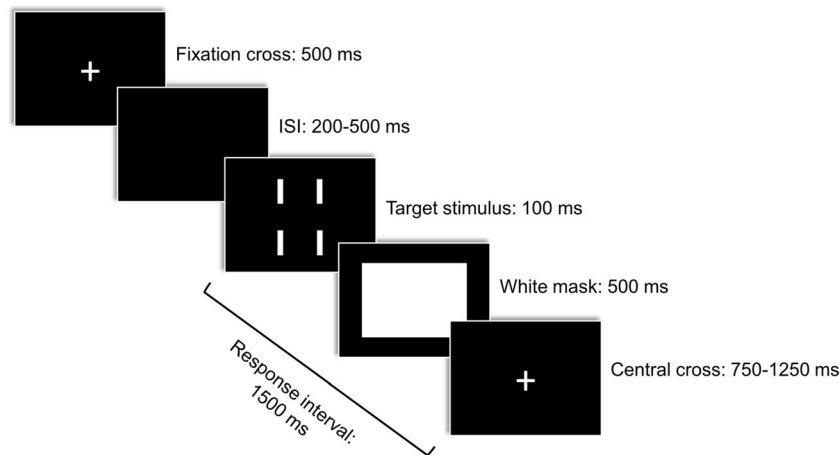 Fixation cross: 500 ms
ISI: 200-500 ms
Target stimulus: 100 ms
White mask: 500 ms
Central cross: 750-1250 ms
Response interval:
1500 ms